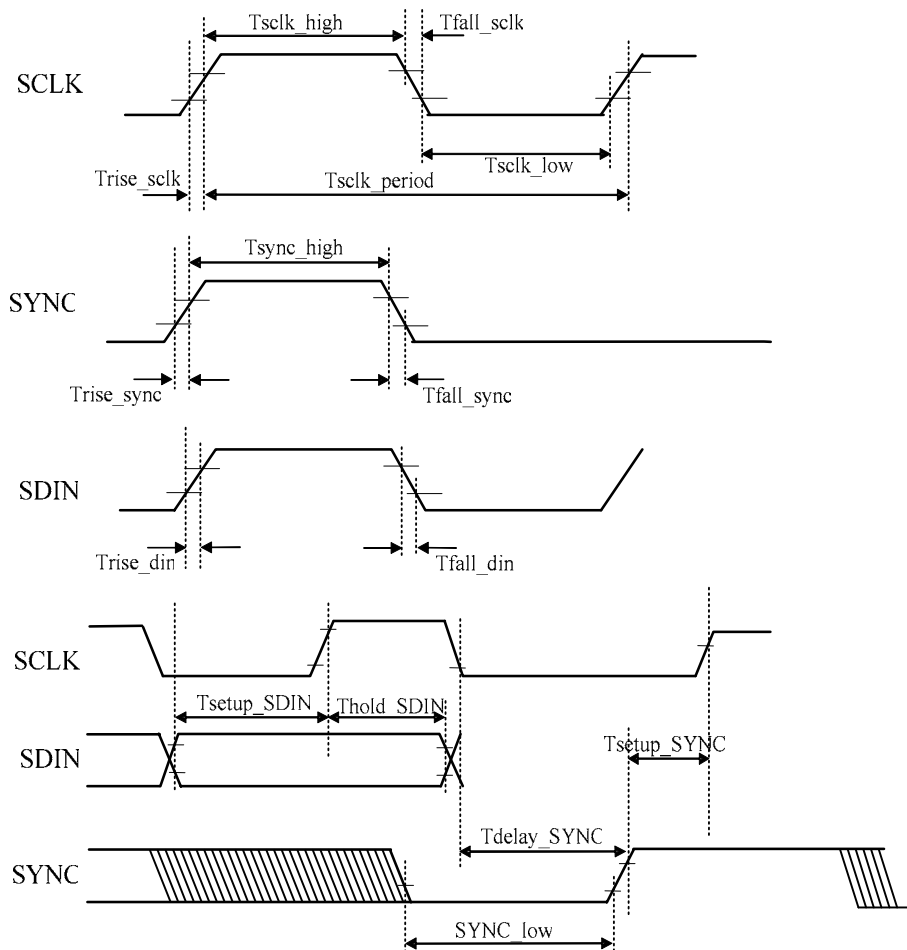 Tsclk_high
Tfall_sclk
SCLK
Tsclk_low
Trise_sclk
Tsclk_period
Tsync_high
SYNC
Trise_sync
Tfall_sync
SDIN
Trise_din
Tfall_din
SCLK
Tsetup_SDIN
Thold_SDIN
SDIN
Tsetup_SYNC
Tdelay_SYNC
SYNC
SYNC_low